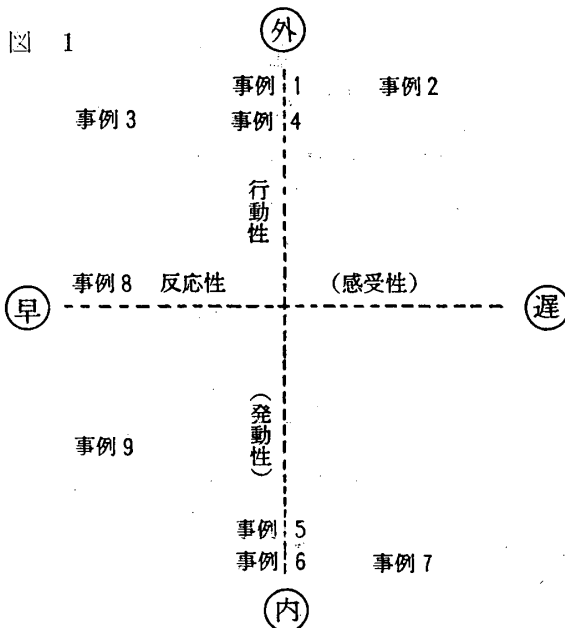 図 1
外
事例 1
事例 2
事例 3
事例 4
行動性
事例 8 反応性 (感受性)
早
遅
(発動性)
事例 9
事例 5
事例 6
事例 7
内